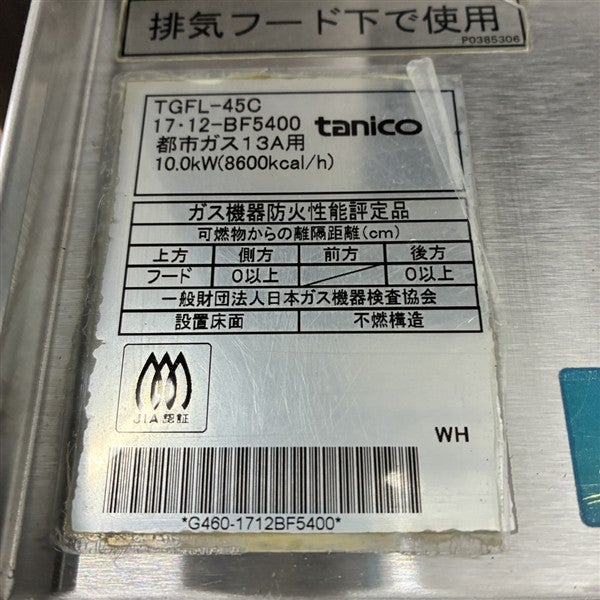 排気フード下で使用
P0385306
TGFL-45C
17・12-BF5400 tanico
都市ガス13A用
10.0kW(8600kcal/h)
ガス機器防火性能評定品
可燃物からの離隔距離(cm)
上方 側方 前方 後方
フード 0以上 0以上
一般財団法人日本ガス機器検査協会
設置床面 不燃構造
JIA認証
WH
*G460-1712BF5400*